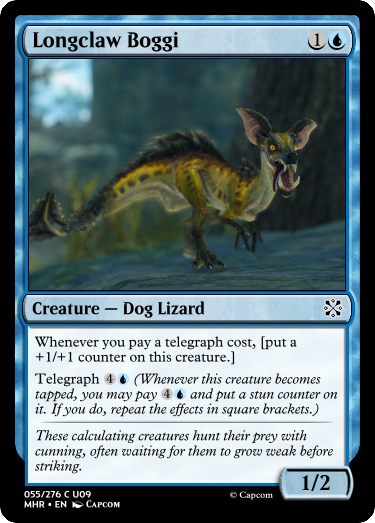 Longclaw Boggi 1
Creature — Dog Lizard
Whenever you pay a telegraph cost, [put a
+1/+1 counter on this creature.]
Telegraph 4 (Whenever this creature becomes
tapped, you may pay 4 and put a stun counter on
it. If you do, repeat the effects in square brackets.)
These calculating creatures hunt their prey with
cunning, often waiting for them to grow weak before
striking.
1/2
055/276 C U09
MHR • EN CAPCOM
© Capcom